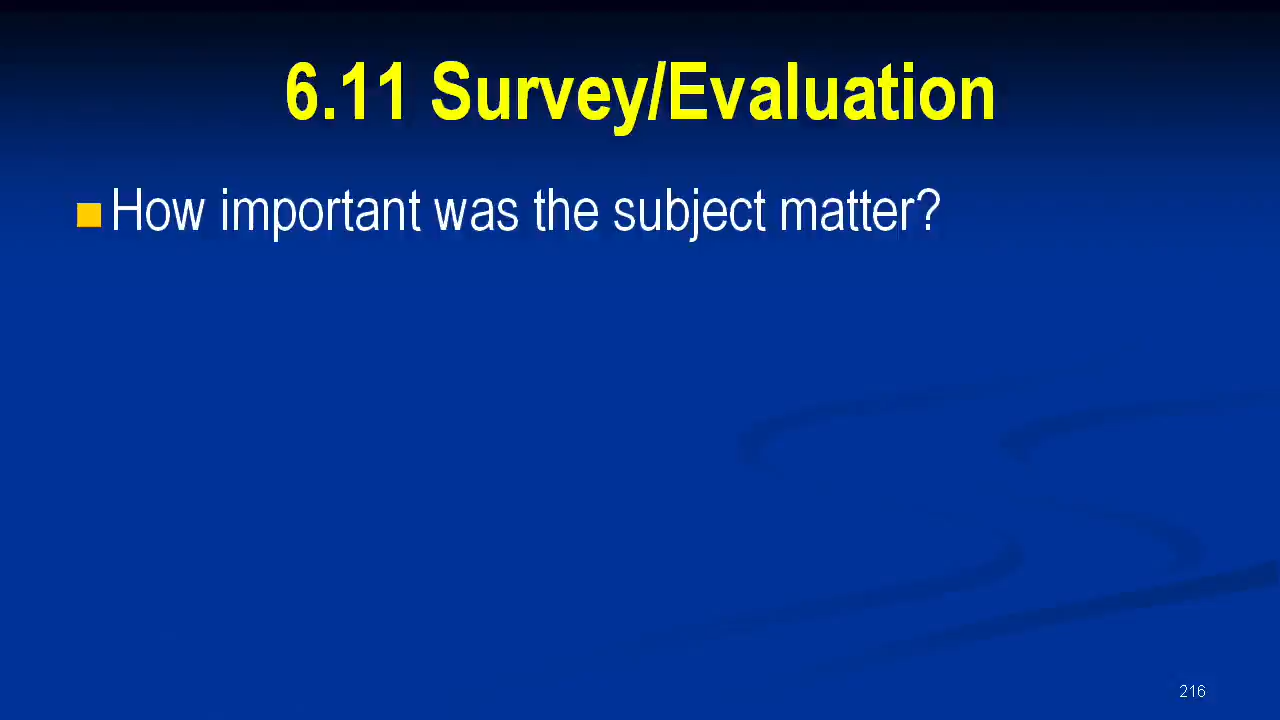 6.11 Survey/Evaluation
How important was the subject matter?
216